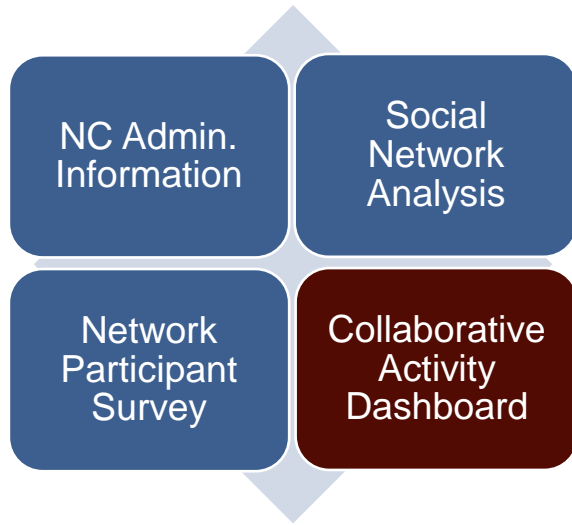 NC Admin.
Information
Social
Network
Analysis
Network
Participant
Survey
Collaborative
Activity
Dashboard